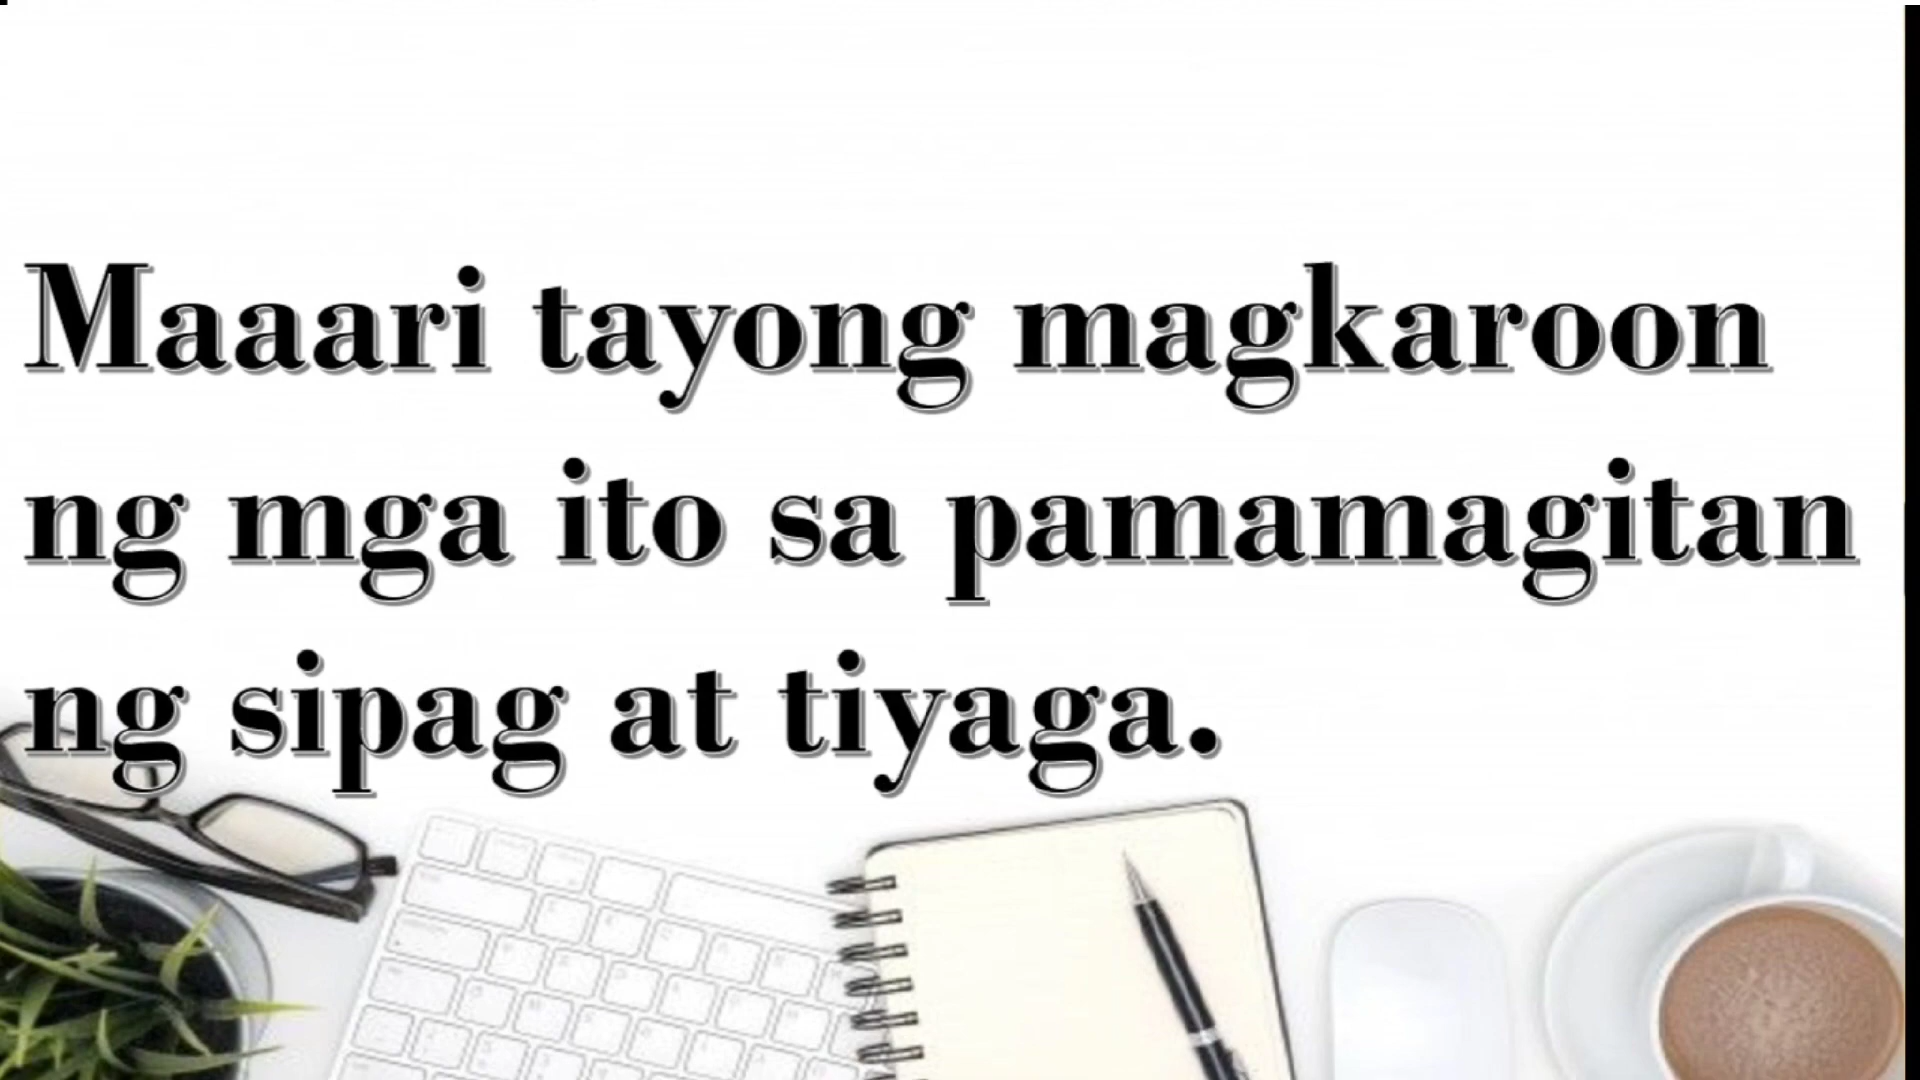 Maaari tayong magkaroon
ng mga ito sa pamamagitan
ng sipag at tiyaga.